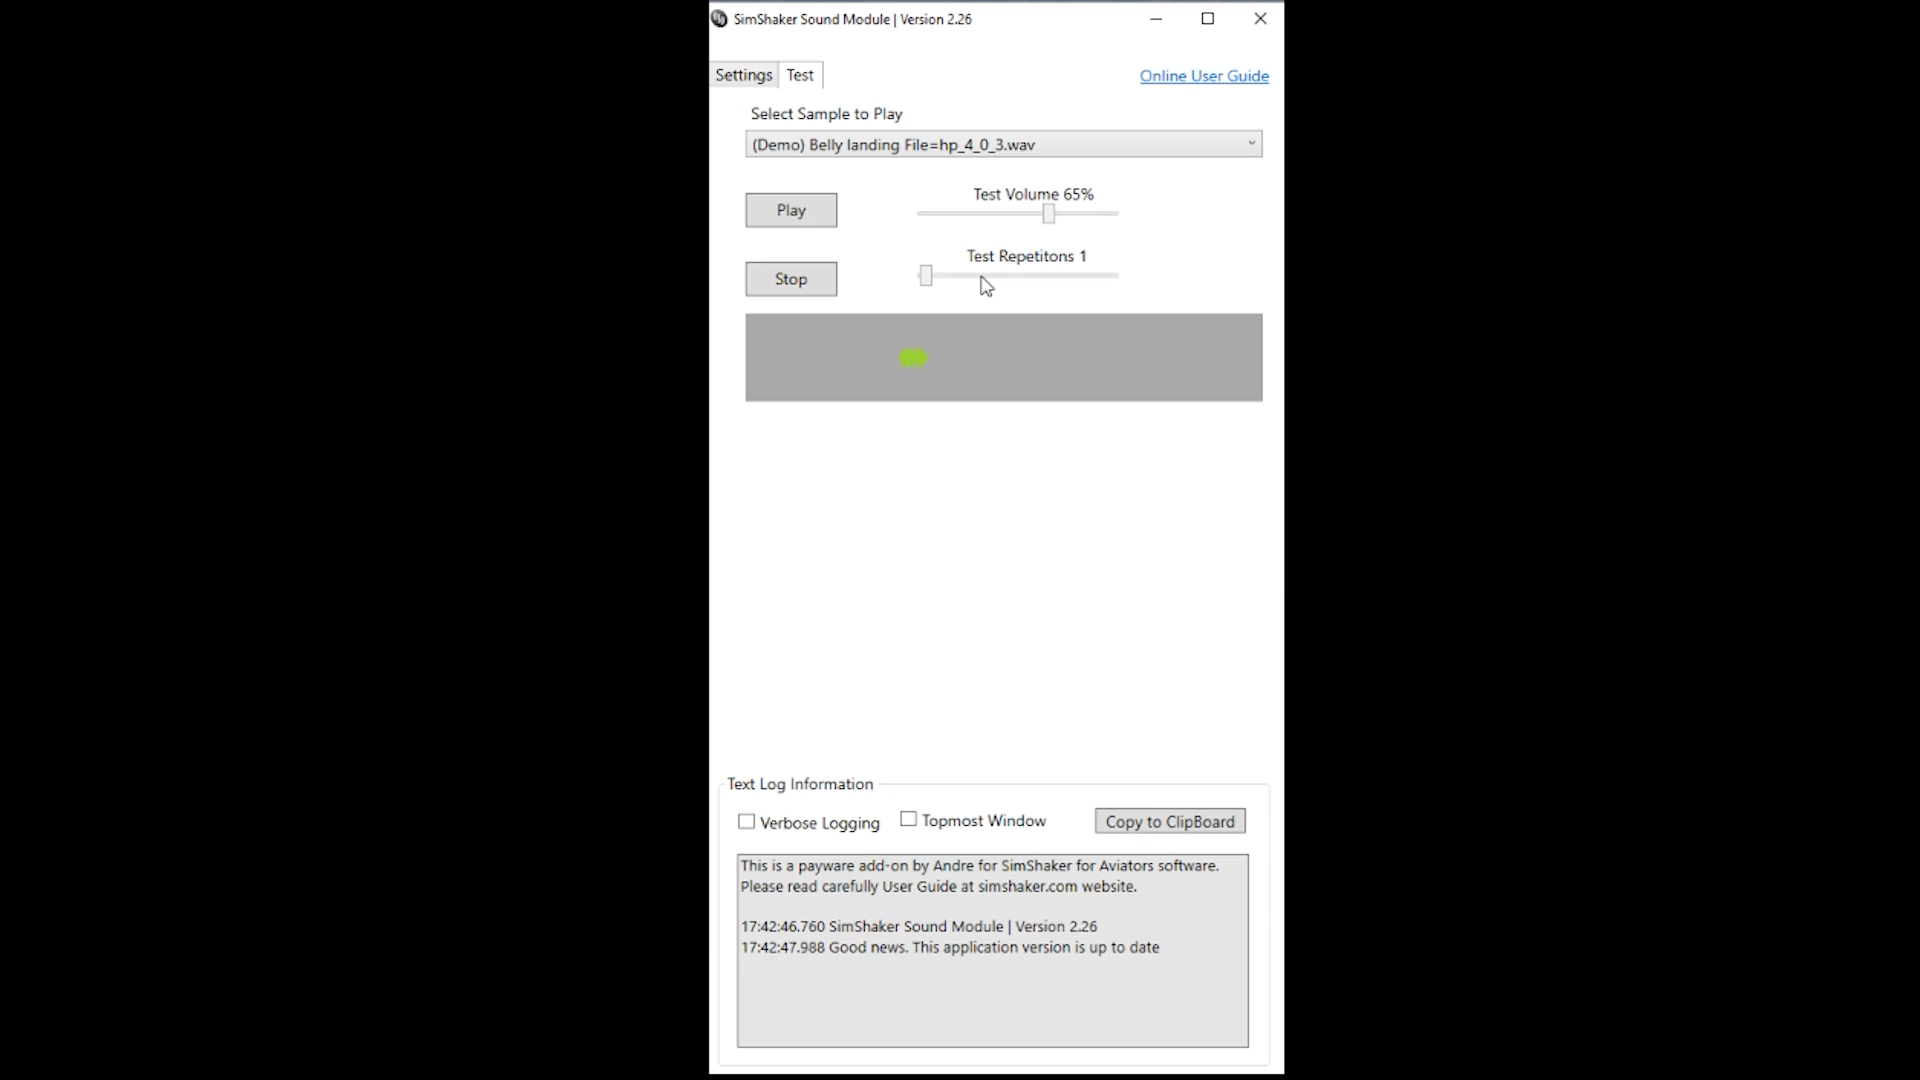 SimShaker Sound Module | Version 2.26
Settings
Test
Online User Guide
Select Sample to Play
(Demo) Belly landing File=hp_4_0_3.wav
Play
Test Volume 65%
Test Repetitons 1
Stop
Text Log Information
Verbose Logging
Topmost Window
Copy to ClipBoard
This is a payware add-on by Andre for SimShaker for Aviators software.
Please read carefully User Guide at simshaker.com website.
17:42:46.760 SimShaker Sound Module | Version 2.26
17:42:47.988 Good news. This application version is up to date